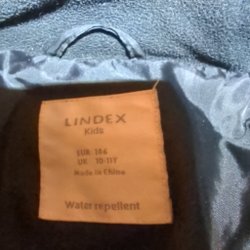 LINDEX
Kids
EUR 146
UK 10-11Y
Made in China
Water repellent